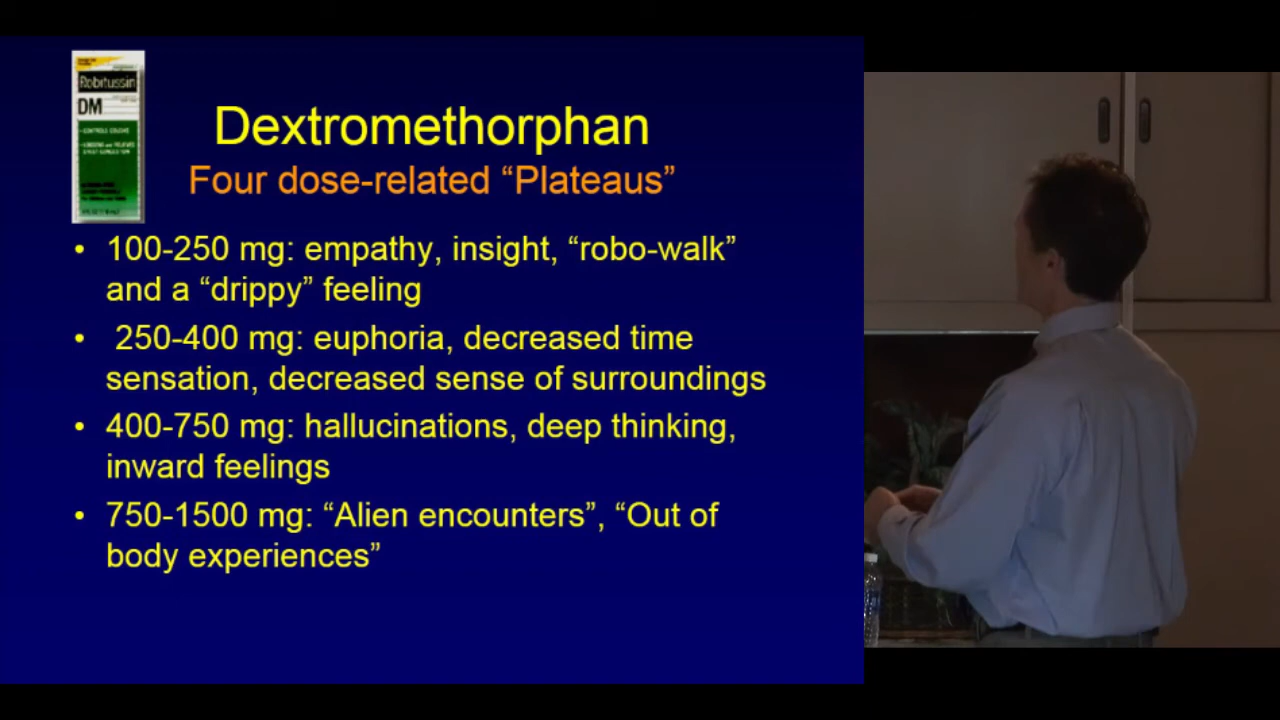 Robitussin
DM
Dextromethorphan
Four dose-related “Plateaus”
• 100-250 mg: empathy, insight, “robo-walk”
and a “drippy” feeling
• 250-400 mg: euphoria, decreased time
sensation, decreased sense of surroundings
• 400-750 mg: hallucinations, deep thinking,
inward feelings
• 750-1500 mg: “Alien encounters”, “Out of
body experiences”